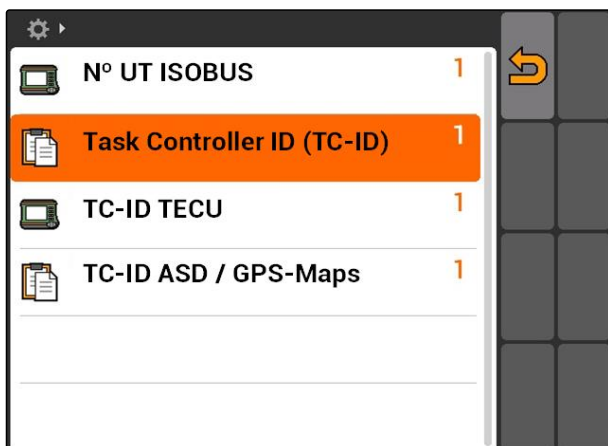 Nº UT ISOBUS 1
Task Controller ID (TC-ID) 1
TC-ID TECU 1
TC-ID ASD / GPS-Maps 1